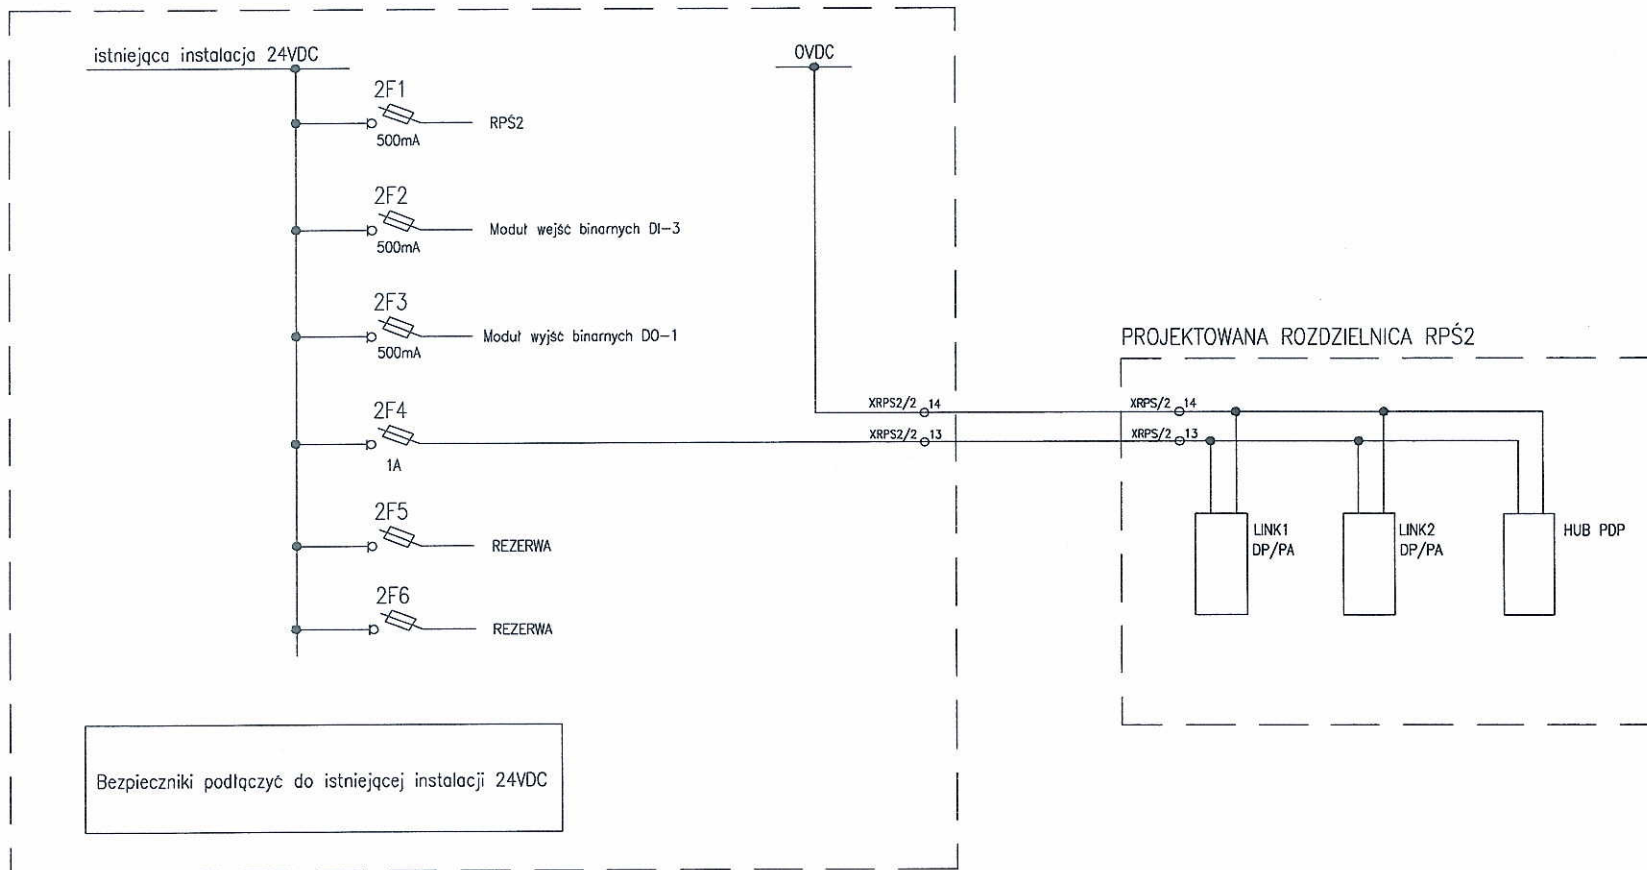 istniejąca instalacja 24VDC
0VDC
2F1
500mA
RPŚ2
2F2
500mA
Moduł wejść binarnych DI-3
2F3
500mA
Moduł wyjść binarnych DO-1
2F4
1A
XRPS2/2 14
XRPS2/2 13
2F5
REZERWA
2F6
REZERWA
Bezpieczniki podłączyć do istniejącej instalacji 24VDC
PROJEKTOWANA ROZDZIELNICA RPŚ2
XRPS/2 14
XRPS/2 13
LINK1
DP/PA
LINK2
DP/PA
HUB PDP